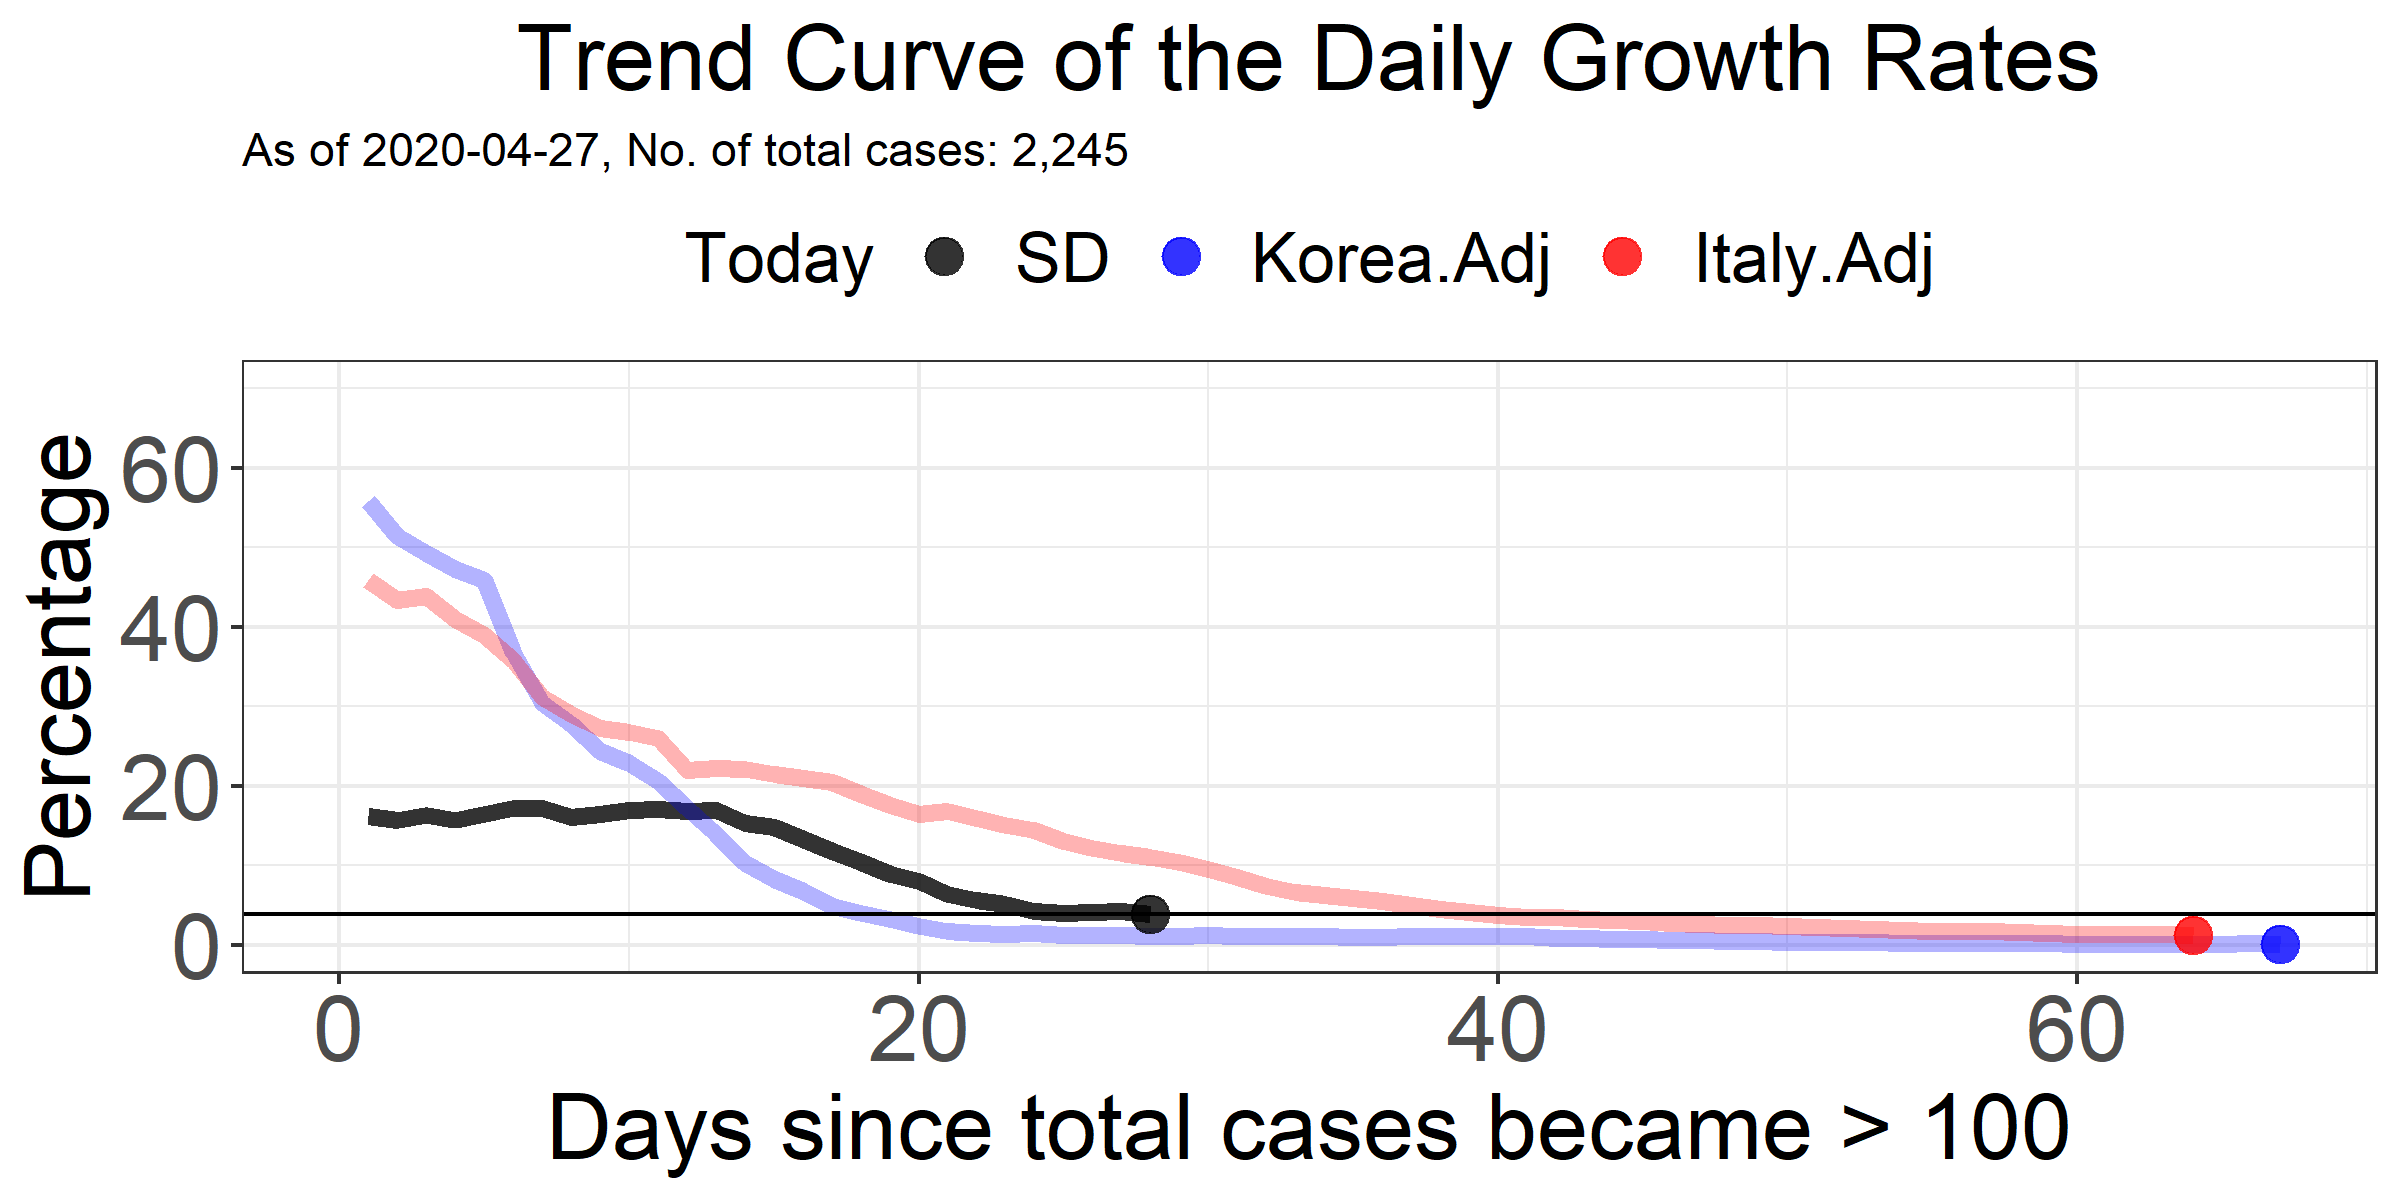 Trend Curve of the Daily Growth Rates
As of 2020-04-27, No. of total cases: 2,245
Today SD Korea.Adj Italy.Adj
Percentage
60
40
20
0
0 20 40 60
Days since total cases became > 100